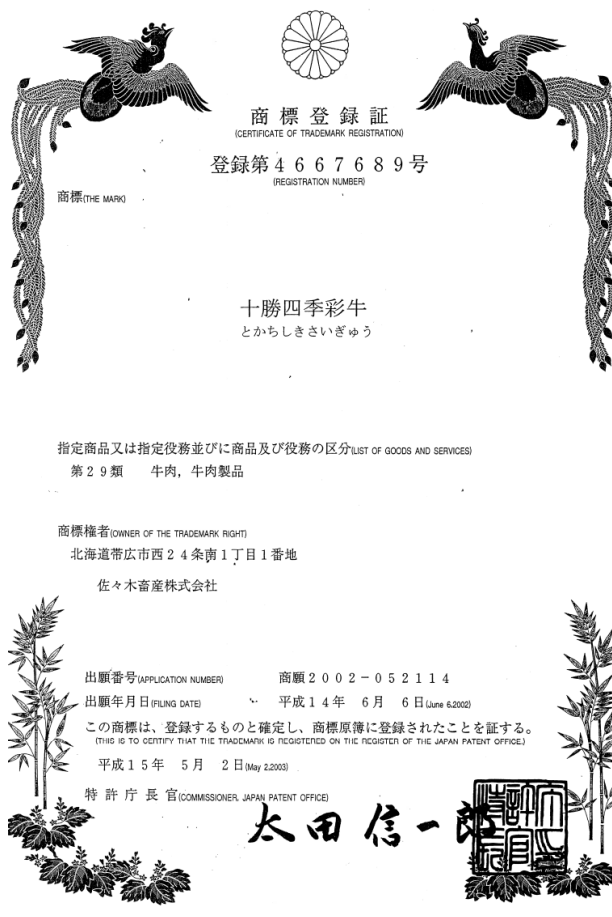 商標登録証
(CERTIFICATE OF TRADEMARK REGISTRATION)
登録第4667689号
(REGISTRATION NUMBER)
商標(THE MARK)
十勝四季彩牛
とかちしきさいぎゅう
指定商品又は指定役務並びに商品及び役務の区分(LIST OF GOODS AND SERVICES)
第29類 牛肉，牛肉製品
商標権者(OWNER OF THE TRADEMARK RIGHT)
北海道帯広市西24条南1丁目1番地
佐々木畜産株式会社
出願番号(APPLICATION NUMBER) 商願2002-052114
出願年月日(FILING DATE) 平成14年 6月 6日(June 6,2002)
この商標は、登録するものと確定し、商標原簿に登録されたことを証する。
(THIS IS TO CERTIFY THAT THE TRADEMARK IS REGISTERED ON THE REGISTER OF THE JAPAN PATENT OFFICE.)
平成15年 5月 2日(May 2,2003)
特許庁長官(COMMISSIONER, JAPAN PATENT OFFICE)
太田信一郎